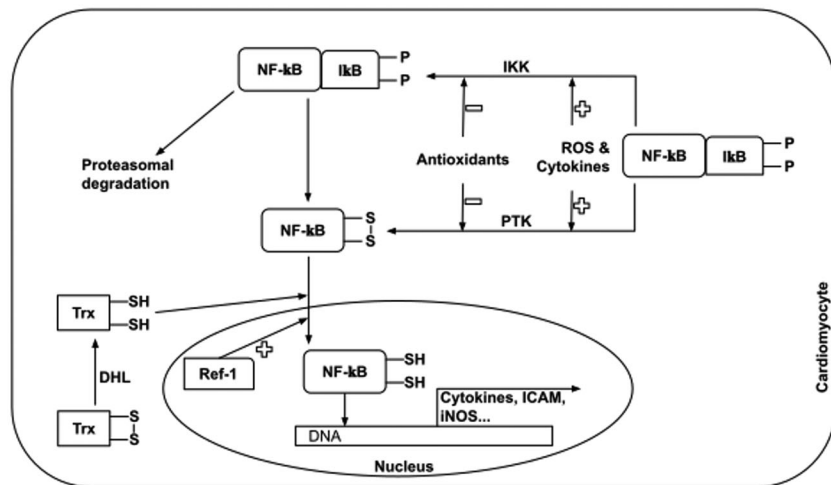 NF-kB IkB P
P
IKK
Proteasomal
degradation
Antioxidants
ROS &
Cytokines
NF-kB IkB P
P
NF-kB S
S
PTK
Trx SH
SH
DHL
Trx S
S
Ref-1
NF-kB SH
SH
Cytokines, ICAM,
iNOS...
DNA
Nucleus
Cardiomyocyte